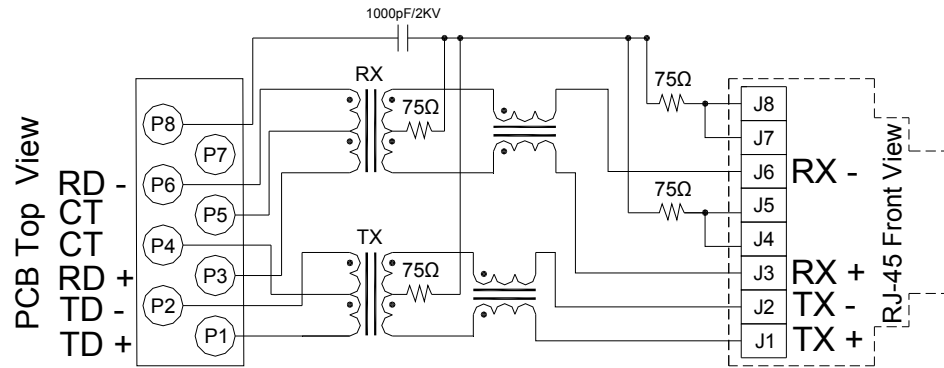 1000pF/2KV
PCB Top View
RD -
CT
CT
RD +
TD -
TD +
P8
P7
P6
P5
P4
P3
P2
P1
RX
75Ω
TX
75Ω
75Ω
75Ω
J8
J7
J6
J5
J4
J3
J2
J1
RX -
RX +
TX -
TX +
RJ-45 Front View